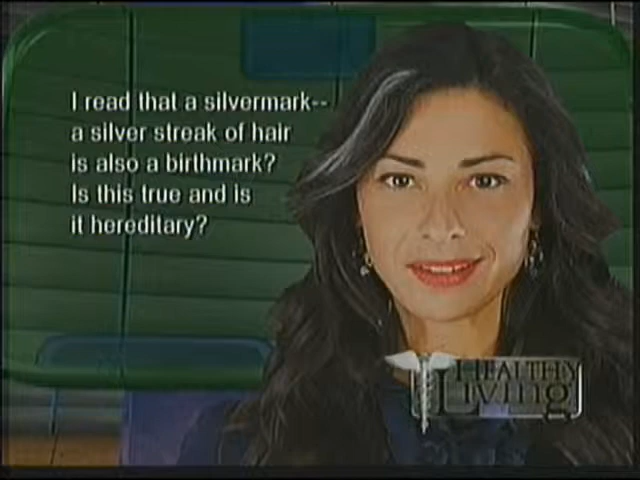 I read that a silvermark--
a silver streak of hair
is also a birthmark?
Is this true and is
it hereditary?
HEALTHY
Living